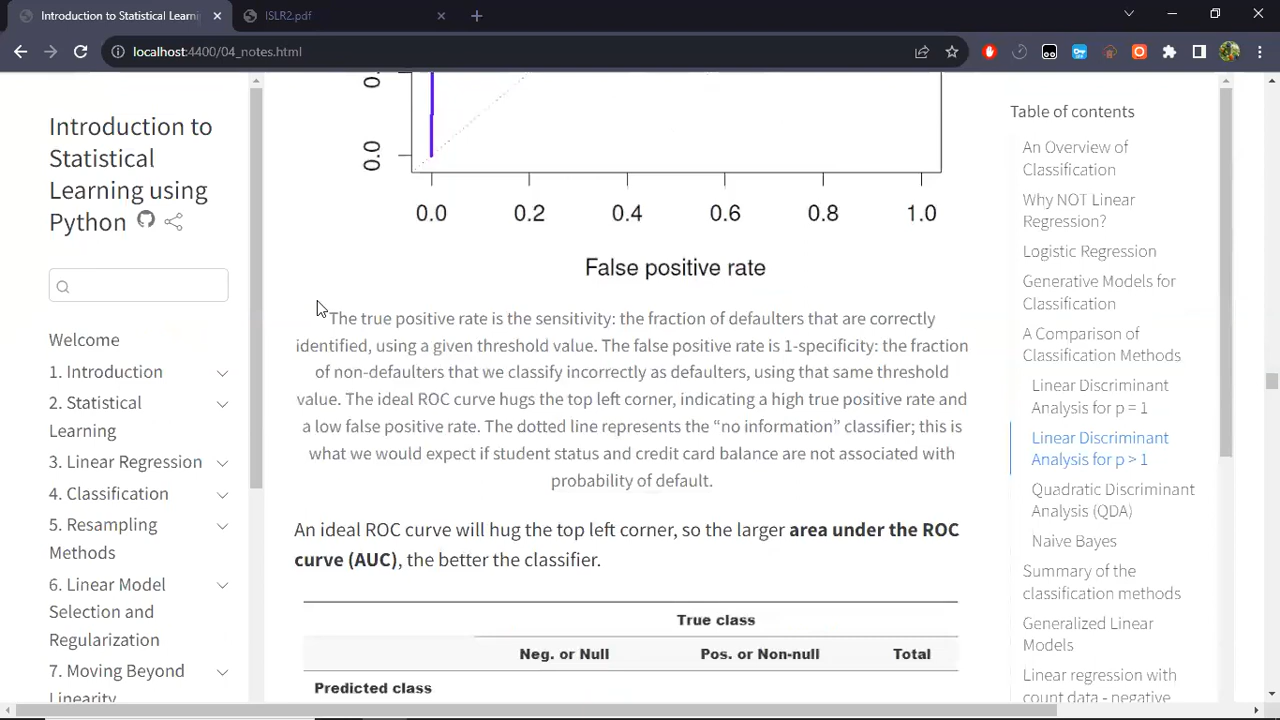 Introduction to Statistical Learni
ISLR2.pdf
localhost:4400/04_notes.html
Introduction to
Statistical
Learning using
Python
Welcome
1. Introduction
2. Statistical
Learning
3. Linear Regression
4. Classification
5. Resampling
Methods
6. Linear Model
Selection and
Regularization
7. Moving Beyond
Linearity
0.0
0.0 0.2 0.4 0.6 0.8 1.0
False positive rate
The true positive rate is the sensitivity: the fraction of defaulters that are correctly
identified, using a given threshold value. The false positive rate is 1-specificity: the fraction
of non-defaulters that we classify incorrectly as defaulters, using that same threshold
value. The ideal ROC curve hugs the top left corner, indicating a high true positive rate and
a low false positive rate. The dotted line represents the “no information” classifier; this is
what we would expect if student status and credit card balance are not associated with
probability of default.
An ideal ROC curve will hug the top left corner, so the larger area under the ROC
curve (AUC), the better the classifier.
True class
Neg. or Null Pos. or Non-null Total
Predicted class
Table of contents
An Overview of
Classification
Why NOT Linear
Regression?
Logistic Regression
Generative Models for
Classification
A Comparison of
Classification Methods
Linear Discriminant
Analysis for p = 1
Linear Discriminant
Analysis for p > 1
Quadratic Discriminant
Analysis (QDA)
Naive Bayes
Summary of the
classification methods
Generalized Linear
Models
Linear regression with
count data - negative